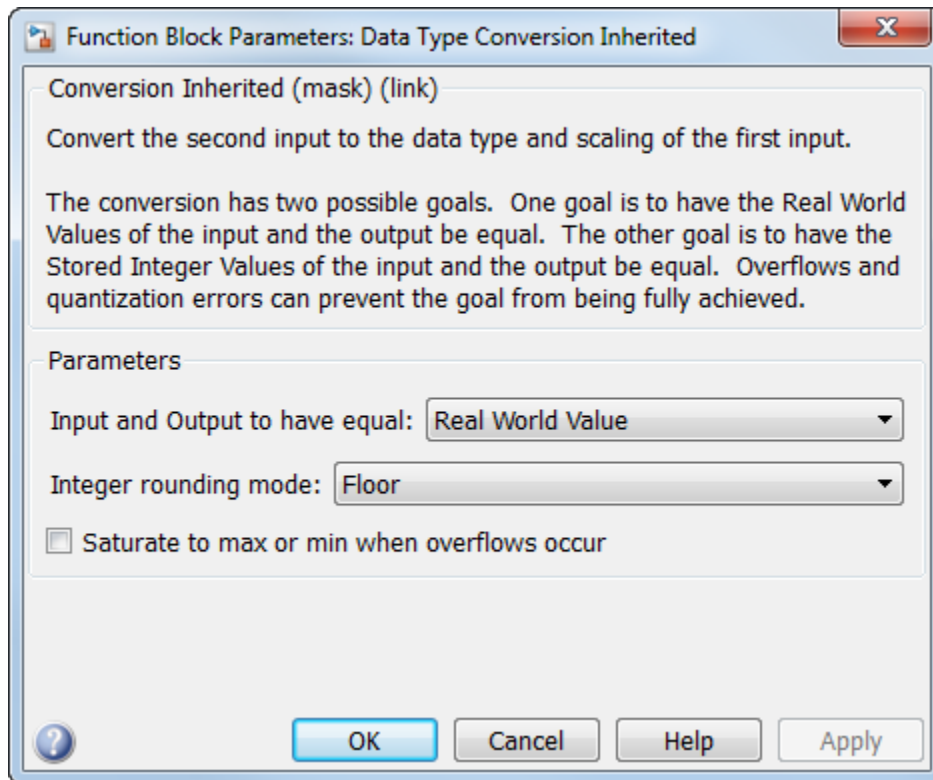 Function Block Parameters: Data Type Conversion Inherited
Conversion Inherited (mask) (link)
Convert the second input to the data type and scaling of the first input.
The conversion has two possible goals.  One goal is to have the Real World
Values of the input and the output be equal.  The other goal is to have the
Stored Integer Values of the input and the output be equal.  Overflows and
quantization errors can prevent the goal from being fully achieved.
Parameters
Input and Output to have equal: Real World Value
Integer rounding mode: Floor
Saturate to max or min when overflows occur
? OK Cancel Help Apply